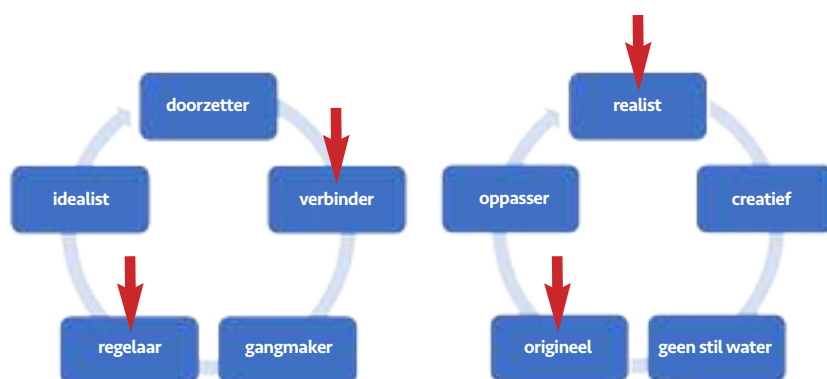 doorzetter
verbinder
gangmaker
regelaar
idealist
realist
creatief
geen stil water
origineel
oppasser